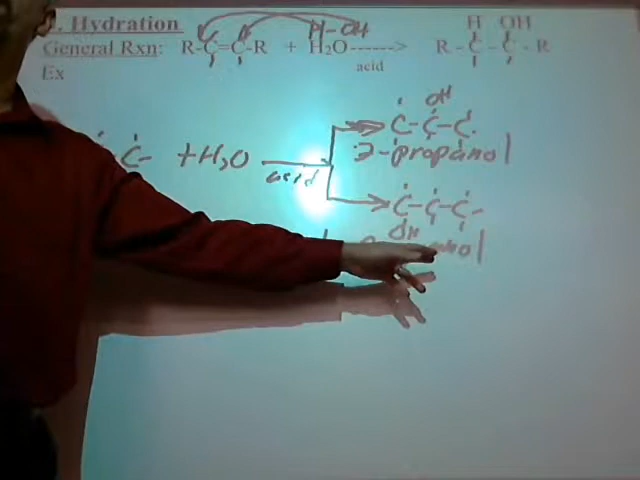 Hydration H-OH H OH
General Rxn: R-C=C-R + H₂O ------> R - C - C - R
acid
Ex
OH
C-C-C
C- +H₂O acid 2-propanol
C-C-C-
OH